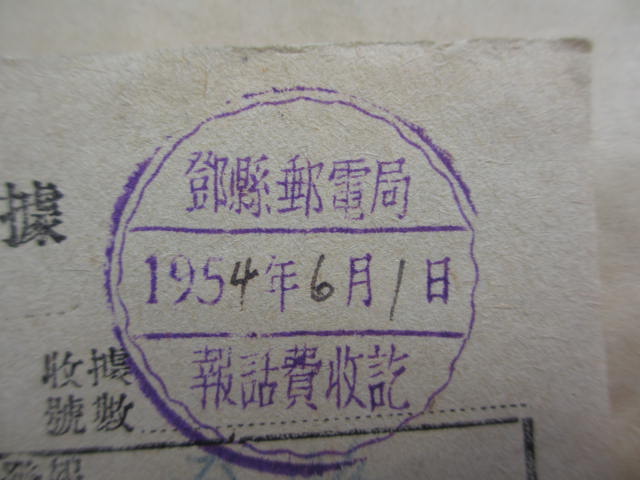 鄧縣郵電局
據
1954年6月1日
報話費收訖
收據
號數